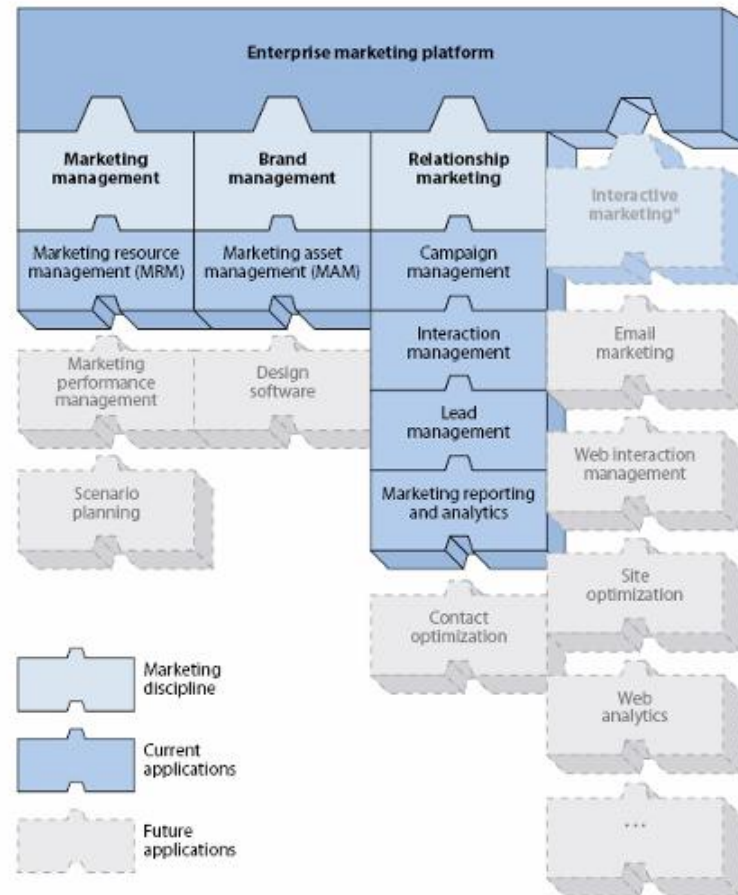 Enterprise marketing platform
Marketing
management
Brand
management
Relationship
marketing
Interactive
marketing*
Marketing resource
management (MRM)
Marketing asset
management (MAM)
Campaign
management
Marketing
performance
management
Design
software
Interaction
management
Email
marketing
Lead
management
Web interaction
management
Scenario
planning
Marketing reporting
and analytics
Site
optimization
Contact
optimization
Web
analytics
...
Marketing
discipline
Current
applications
Future
applications